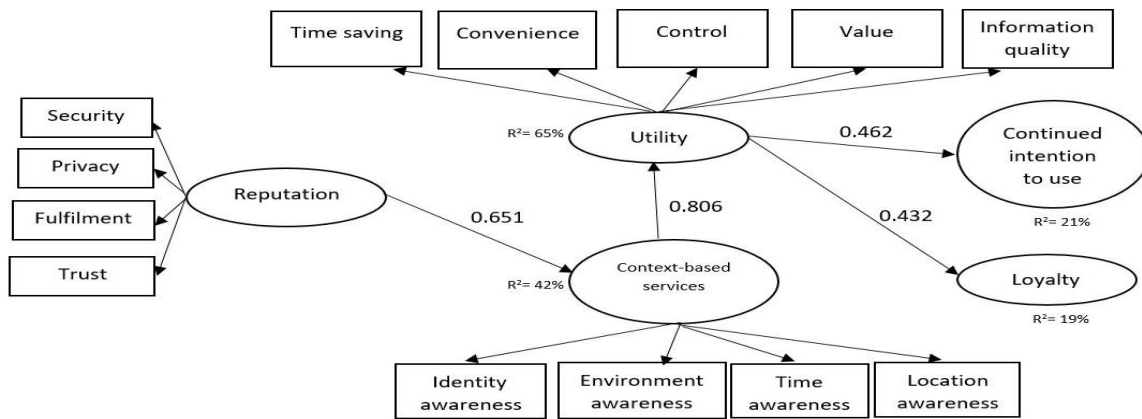 Time saving
Convenience
Control
Value
Information
quality
Security
Privacy
Fulfilment
Trust
Reputation
R²= 65%
Utility
0.462
Continued
intention
to use
R²= 21%
0.651
0.806
0.432
R²= 42%
Context-based
services
Loyalty
R²= 19%
Identity
awareness
Environment
awareness
Time
awareness
Location
awareness